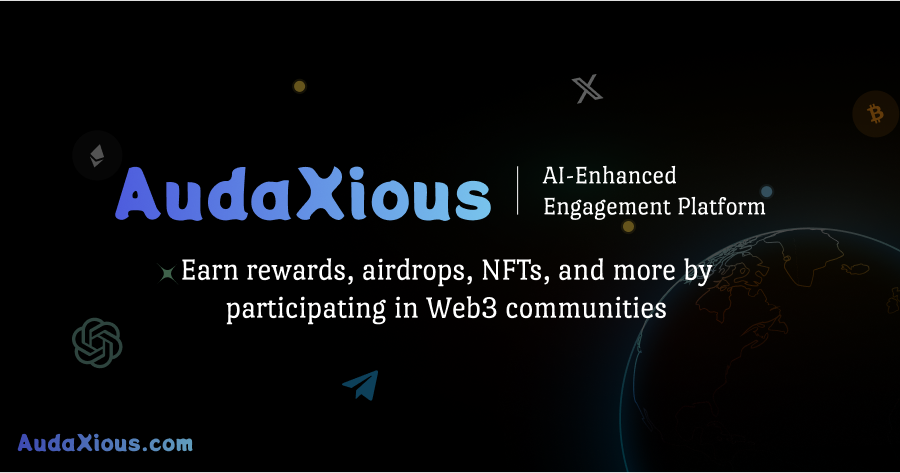 AudaXious
AI-Enhanced
Engagement Platform
Earn rewards, airdrops, NFTs, and more by
participating in Web3 communities
AudaXious.com